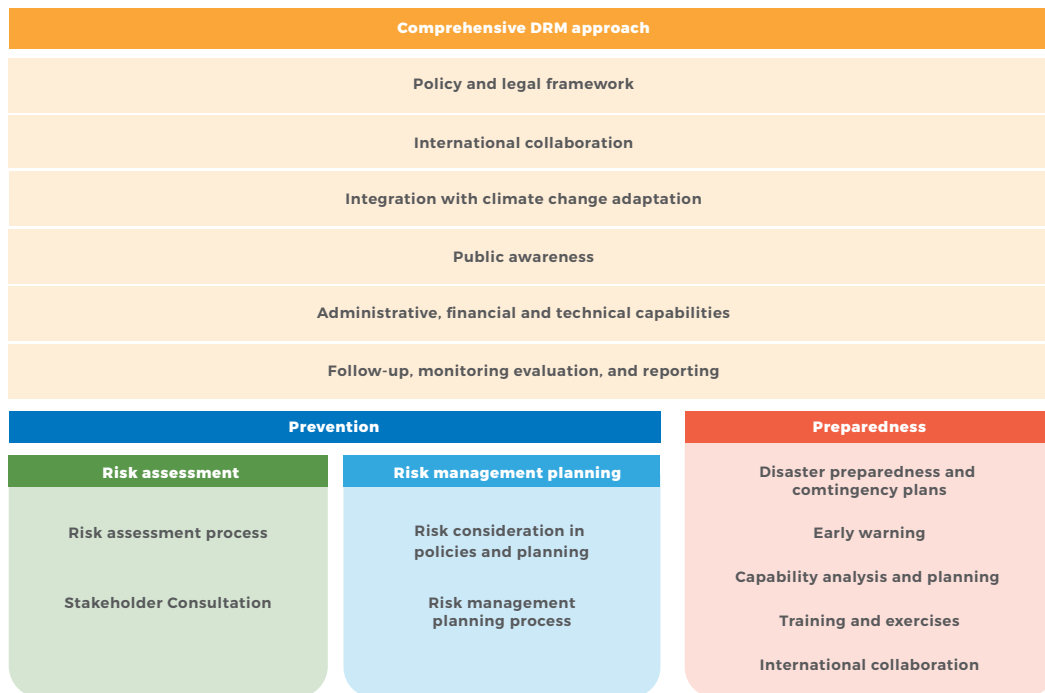 Comprehensive DRM approach
Policy and legal framework
International collaboration
Integration with climate change adaptation
Public awareness
Administrative, financial and technical capabilities
Follow-up, monitoring evaluation, and reporting
Prevention
Risk assessment
Risk assessment process
Stakeholder Consultation
Risk management planning
Risk consideration in
policies and planning
Risk management
planning process
Preparedness
Disaster preparedness and
comtingency plans
Early warning
Capability analysis and planning
Training and exercises
International collaboration